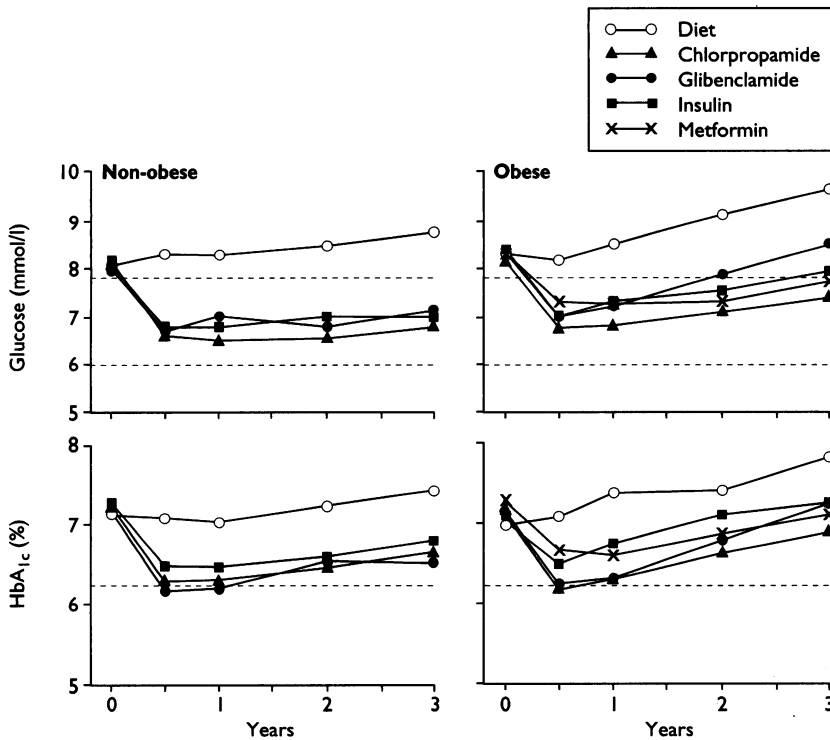 Diet
Chlorpropamide
Glibenclamide
Insulin
Metformin
Non-obese
Obese
Glucose (mmol/l)
10
9
8
7
6
5
HbA1c (%)
8
7
6
5
0 1 2 3
Years
0 1 2 3
Years